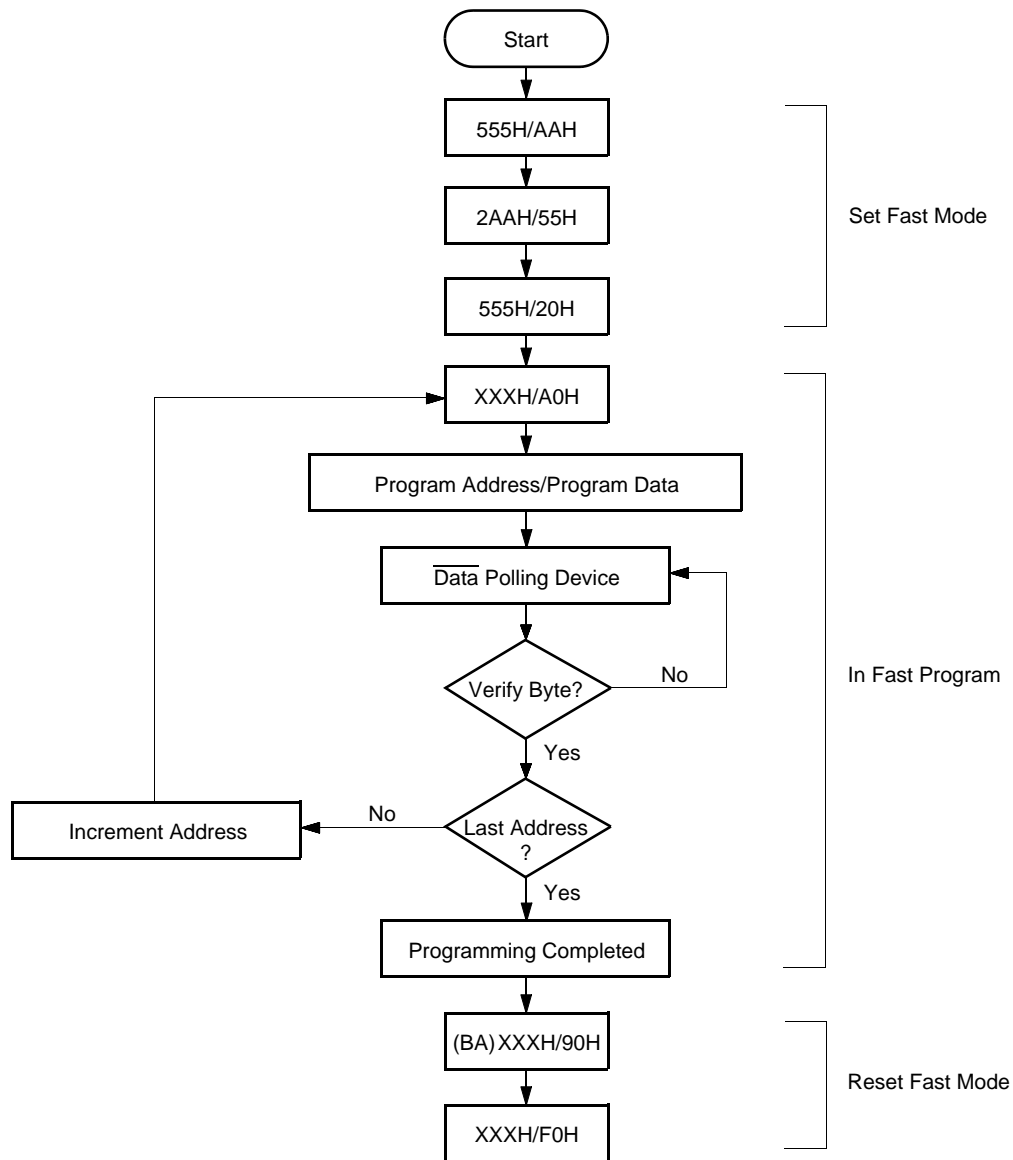 Start
555H/AAH
2AAH/55H
Set Fast Mode
555H/20H
XXXH/A0H
Program Address/Program Data
Data Polling Device
Verify Byte?
No
In Fast Program
Yes
Increment Address
No
Last Address
?
Yes
Programming Completed
(BA) XXXH/90H
Reset Fast Mode
XXXH/F0H